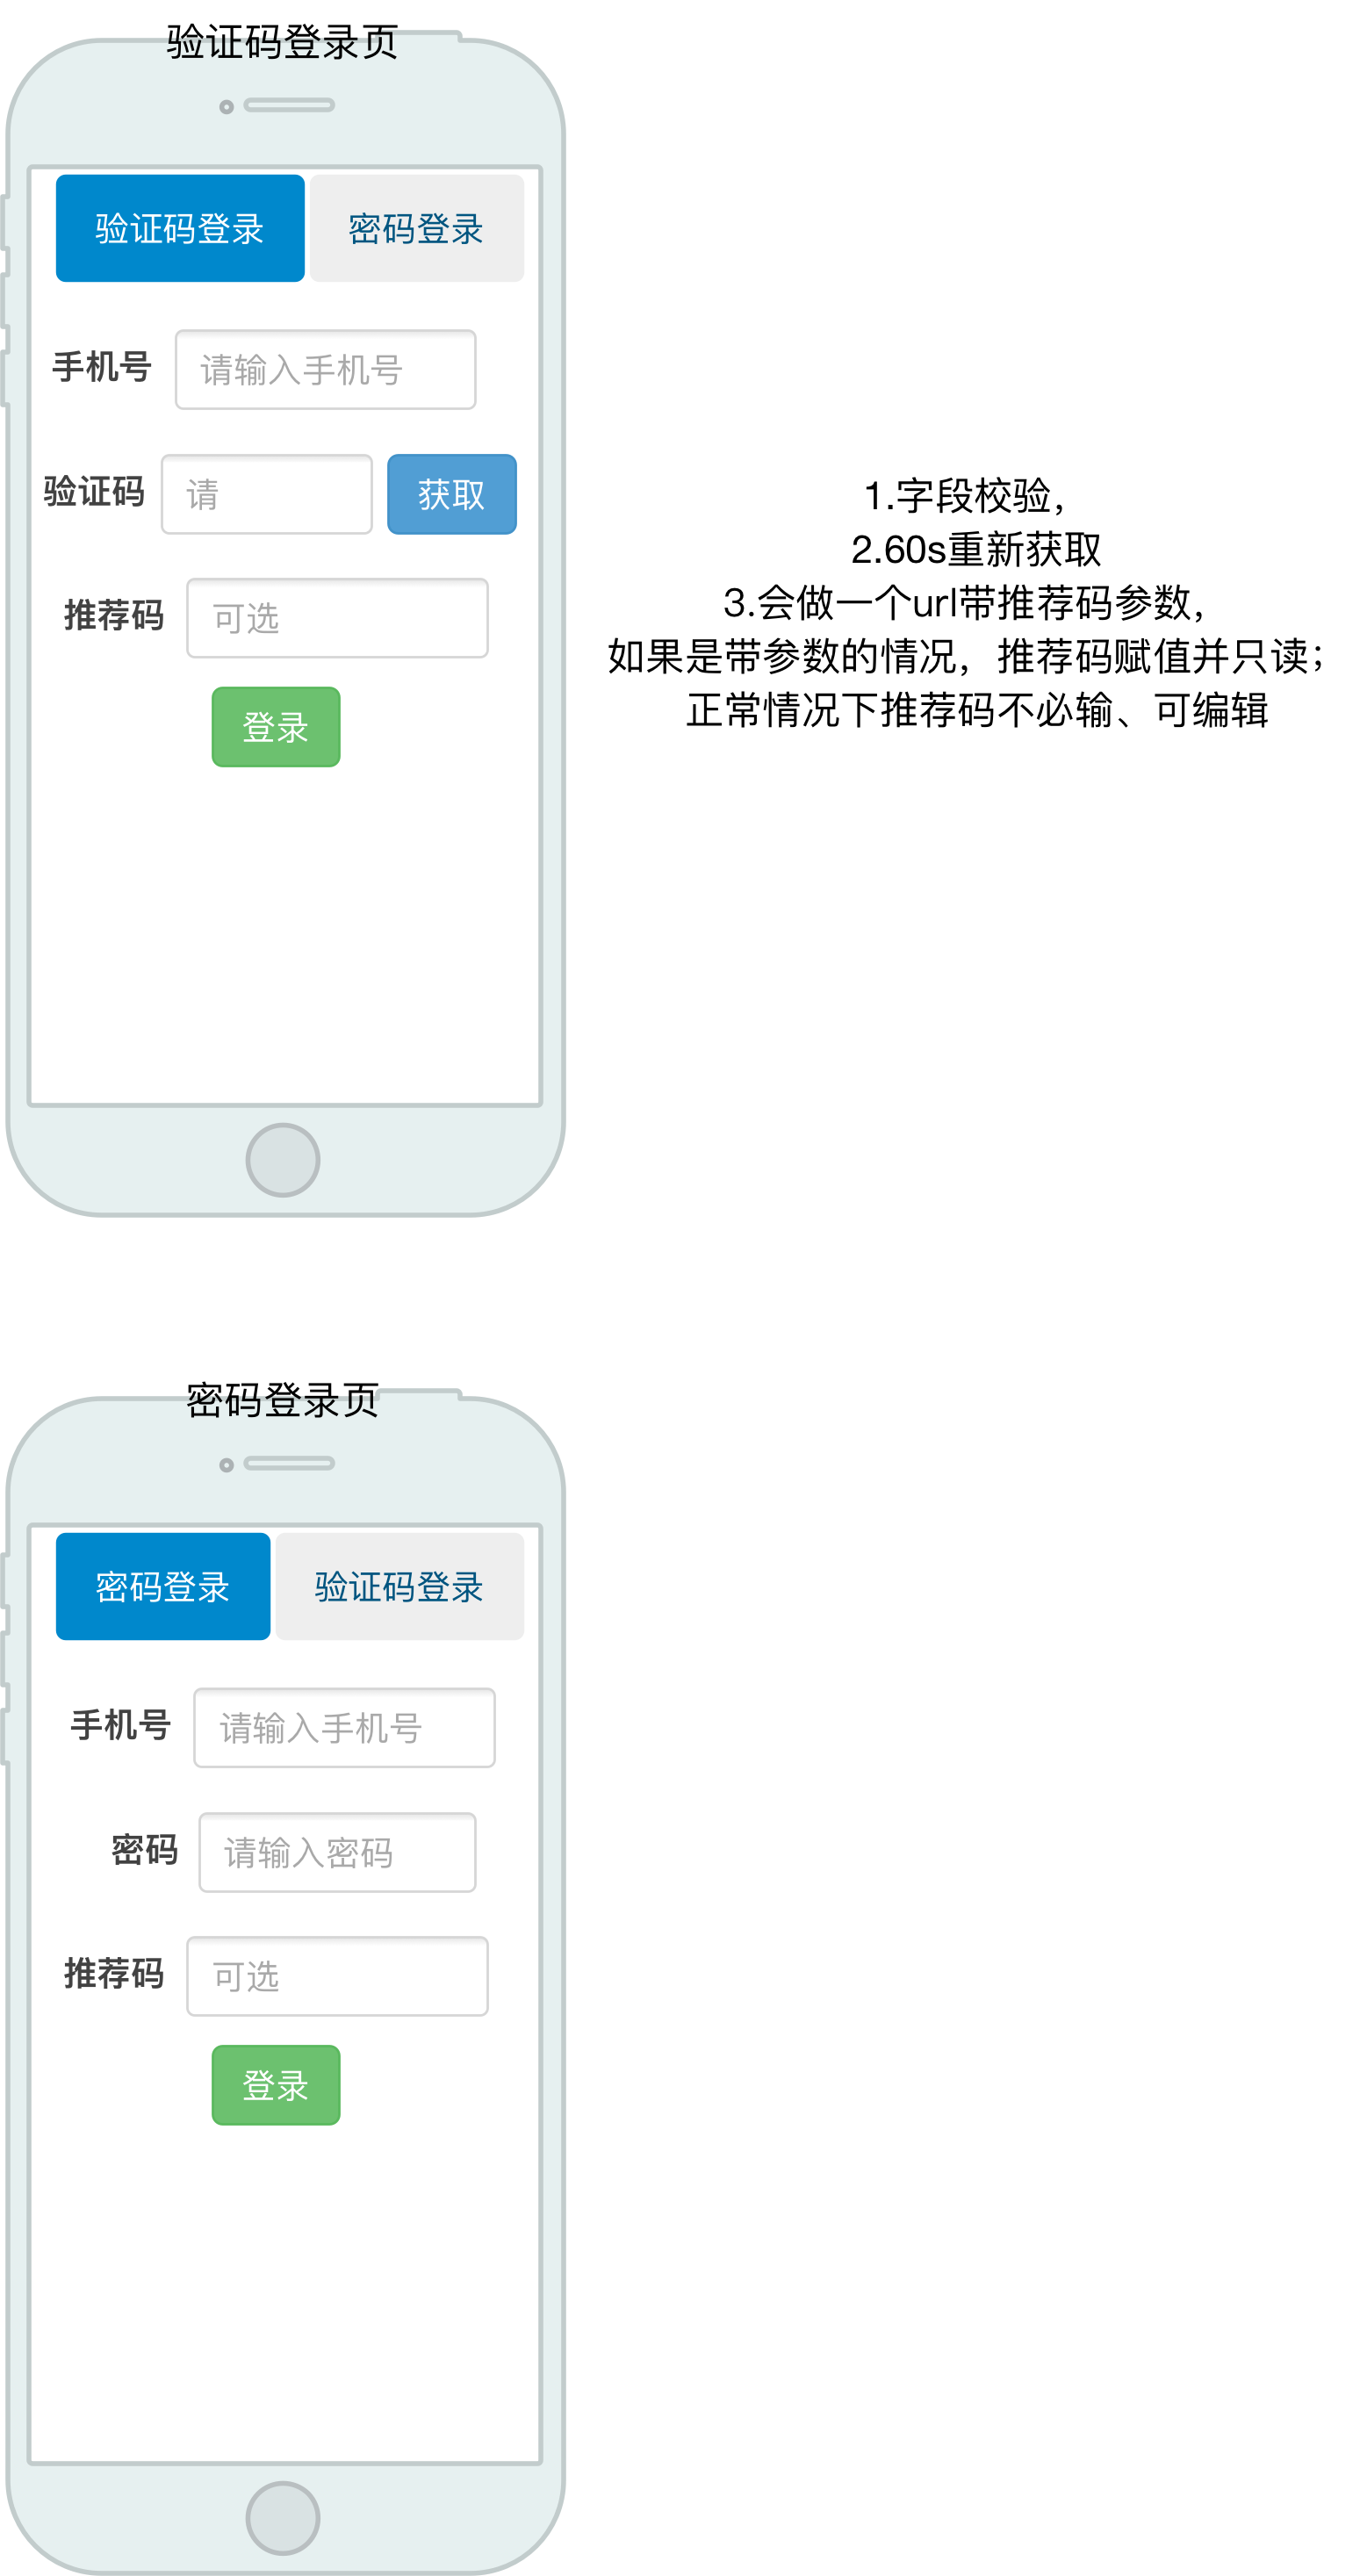 验证码登录页
验证码登录 密码登录
手机号 请输入手机号
验证码 请 获取
推荐码 可选
登录
1.字段校验，
2.60s重新获取
3.会做一个url带推荐码参数，
如果是带参数的情况，推荐码赋值并只读；
正常情况下推荐码不必输、可编辑
密码登录页
密码登录 验证码登录
手机号 请输入手机号
密码 请输入密码
推荐码 可选
登录